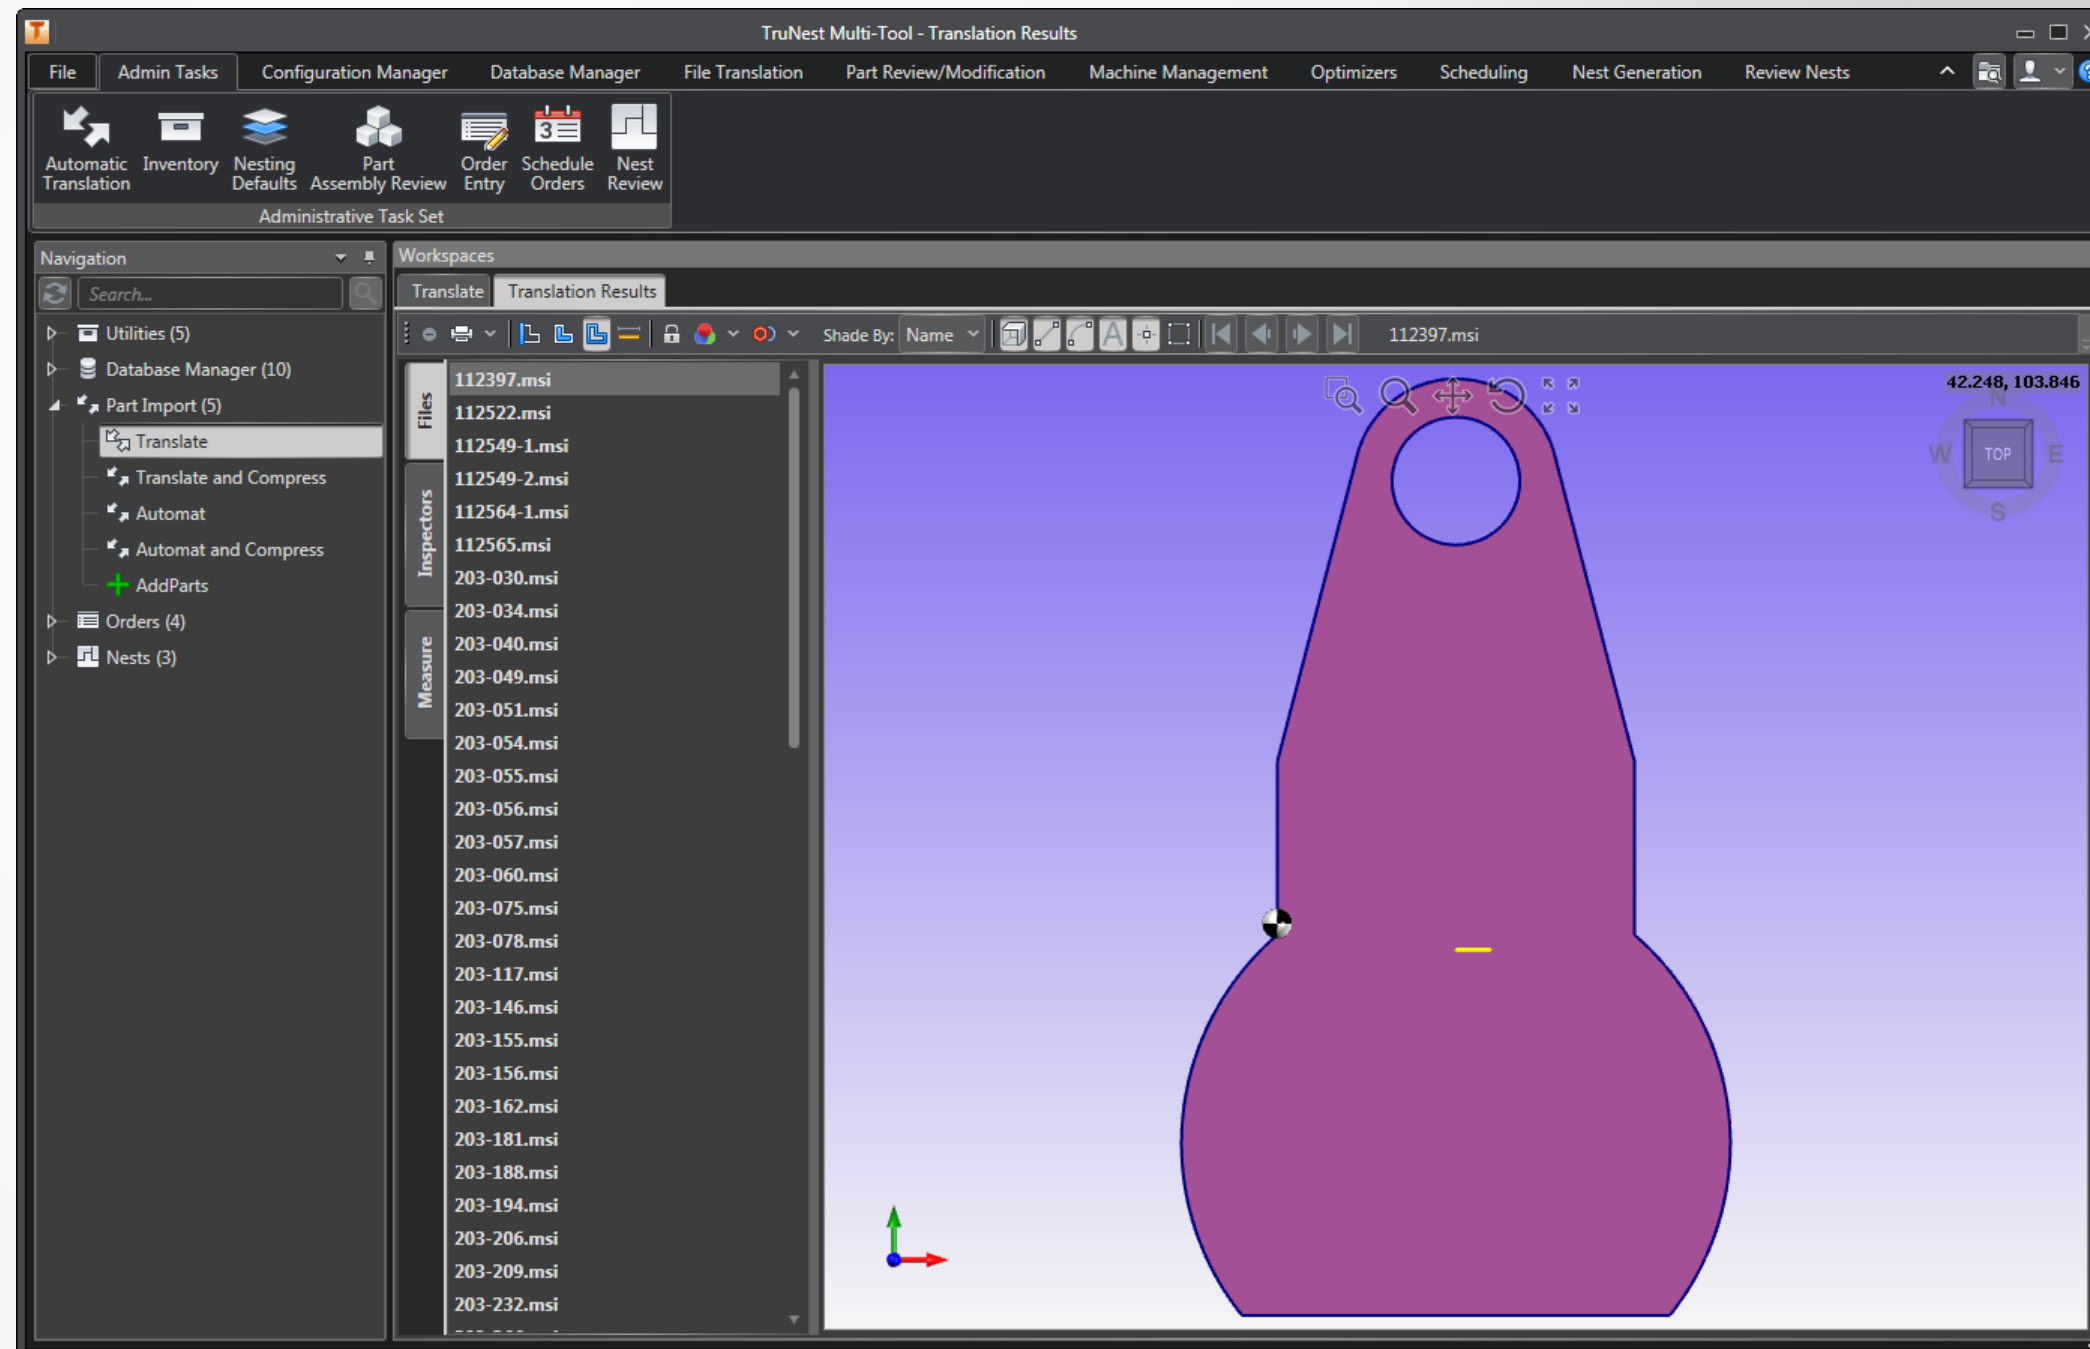 T
TruNest Multi-Tool - Translation Results
File Admin Tasks Configuration Manager Database Manager File Translation Part Review/Modification Machine Management Optimizers Scheduling Nest Generation Review Nests
3
Automatic Translation
Inventory
Nesting Defaults
Part Assembly Review
Order Entry
Schedule Orders
Nest Review
Administrative Task Set
Navigation
Search...
Utilities (5)
Database Manager (10)
Part Import (5)
Translate
Translate and Compress
Automat
Automat and Compress
AddParts
Orders (4)
Nests (3)
Workspaces
Translate Translation Results
Shade By: Name A 112397.msi
Files
Inspectors
Measure
112397.msi
112522.msi
112549-1.msi
112549-2.msi
112564-1.msi
112565.msi
203-030.msi
203-034.msi
203-040.msi
203-049.msi
203-051.msi
203-054.msi
203-055.msi
203-056.msi
203-057.msi
203-060.msi
203-075.msi
203-078.msi
203-117.msi
203-146.msi
203-155.msi
203-156.msi
203-162.msi
203-181.msi
203-188.msi
203-194.msi
203-206.msi
203-209.msi
203-232.msi
42.248, 103.846
N
W TOP E
S